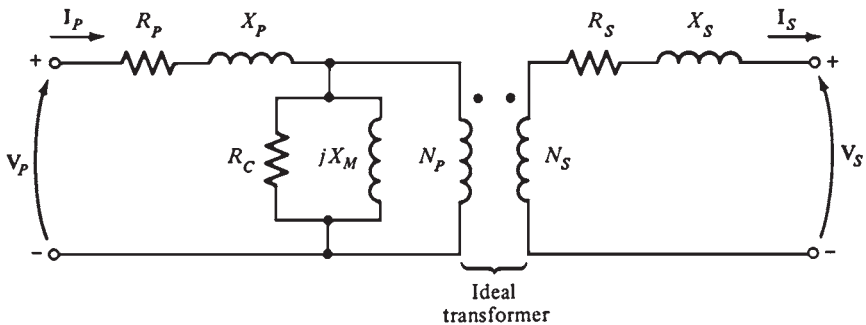 I_P R_P X_P R_S X_S I_S
+ +
V_P R_C jX_M N_P N_S V_S
– –
Ideal
transformer